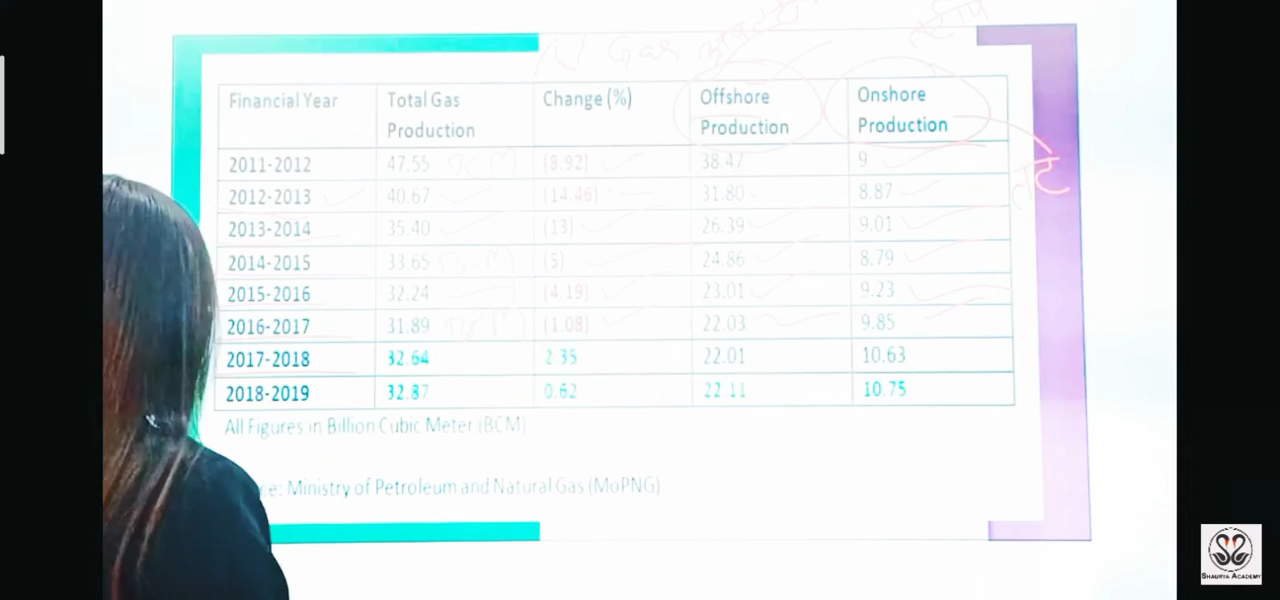 N Gas
Financial Year Total Gas Production Change (%) Offshore Production Onshore Production
2011-2012 47.55 BCM (8.92) 38.47 9
2012-2013 40.67 (14.46) 31.80 8.87
2013-2014 35.40 (13) 26.39 9.01
2014-2015 33.65 (5) 24.86 8.79
2015-2016 32.24 (4.19) 23.01 9.23
2016-2017 31.89 (1.08) 22.03 9.85
2017-2018 32.64 2.35 22.01 10.63
2018-2019 32.87 0.62 22.11 10.75
All Figures in Billion Cubic Meter (BCM)
Ministry of Petroleum and Natural Gas (MoPNG)
SHAURYA ACADEMY